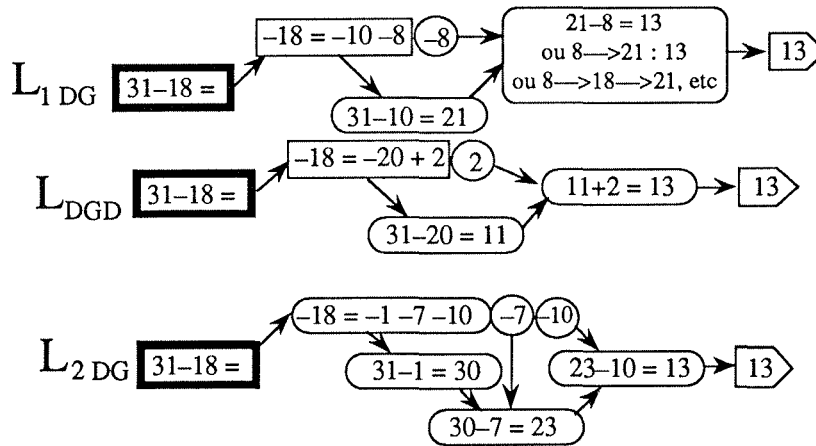 –18 = –10 –8 –8
21–8 = 13
ou 8—>21 : 13
ou 8—>18—>21, etc
13
L1 DG 31–18 =
31–10 = 21
–18 = –20 + 2 2
LDGD 31–18 =
11+2 = 13
13
31–20 = 11
–18 = –1 –7 –10 –7 –10
L2 DG 31–18 =
31–1 = 30
23–10 = 13
13
30–7 = 23